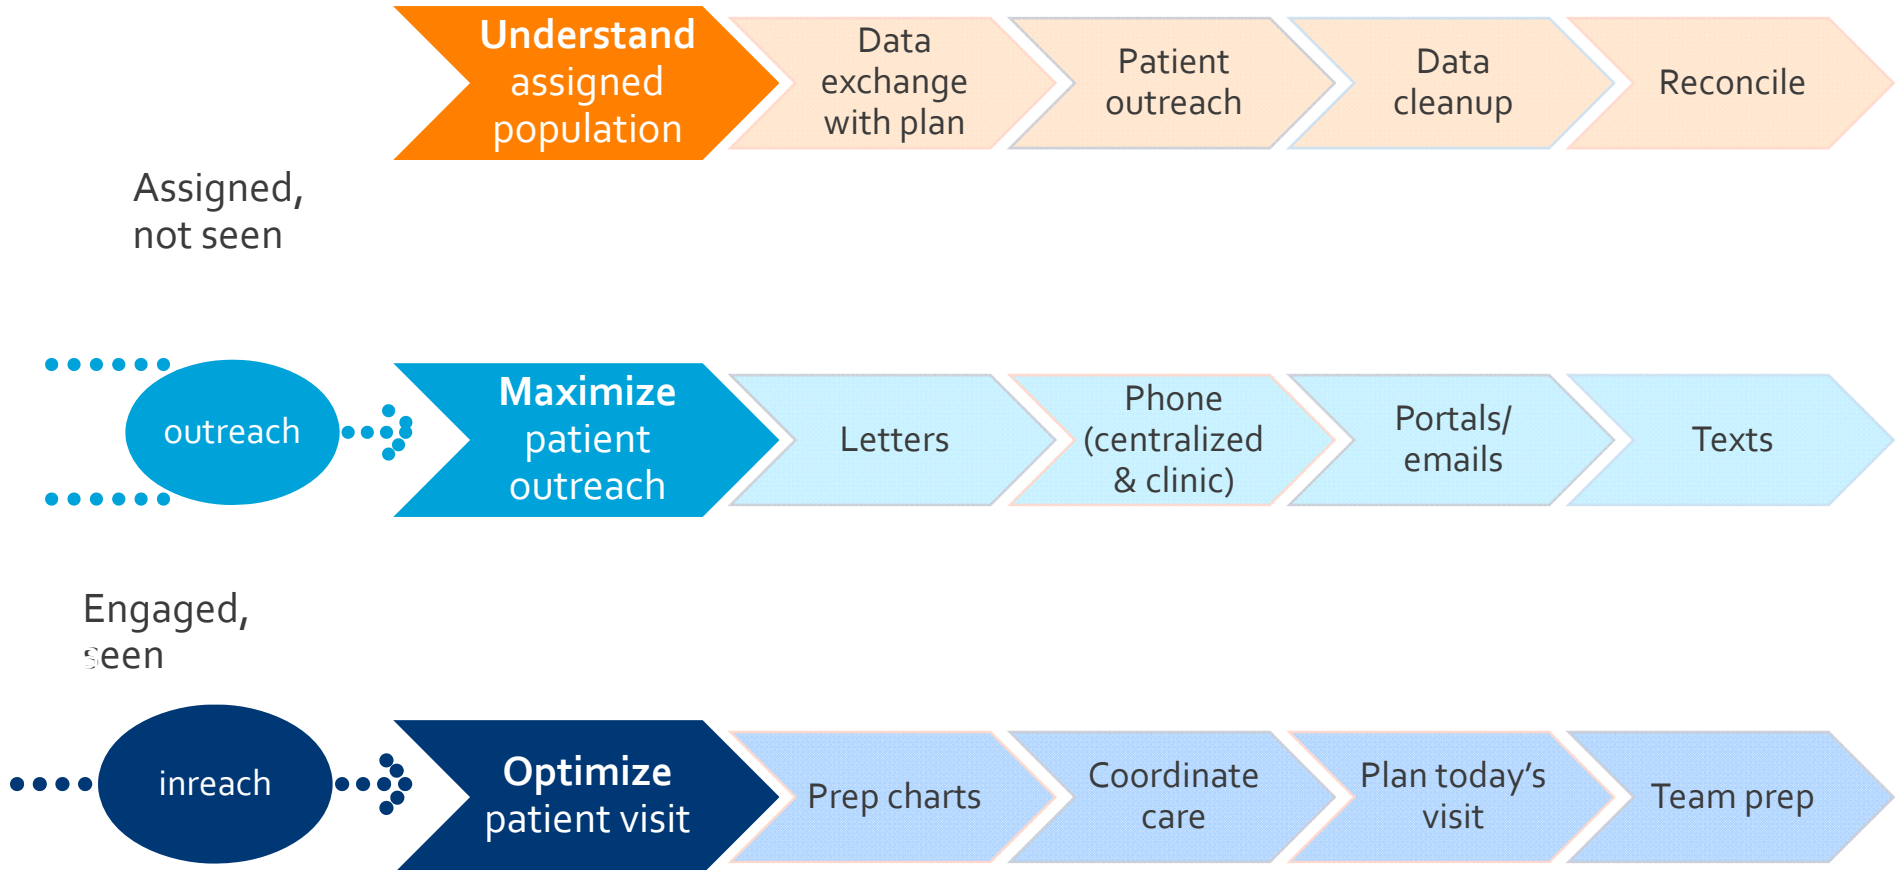 Understand
assigned
population
Data
exchange
with plan
Patient
outreach
Data
cleanup
Reconcile
Assigned,
not seen
outreach
Maximize
patient
outreach
Letters
Phone
(centralized
& clinic)
Portals/
emails
Texts
Engaged,
seen
inreach
Optimize
patient visit
Prep charts
Coordinate
care
Plan today’s
visit
Team prep